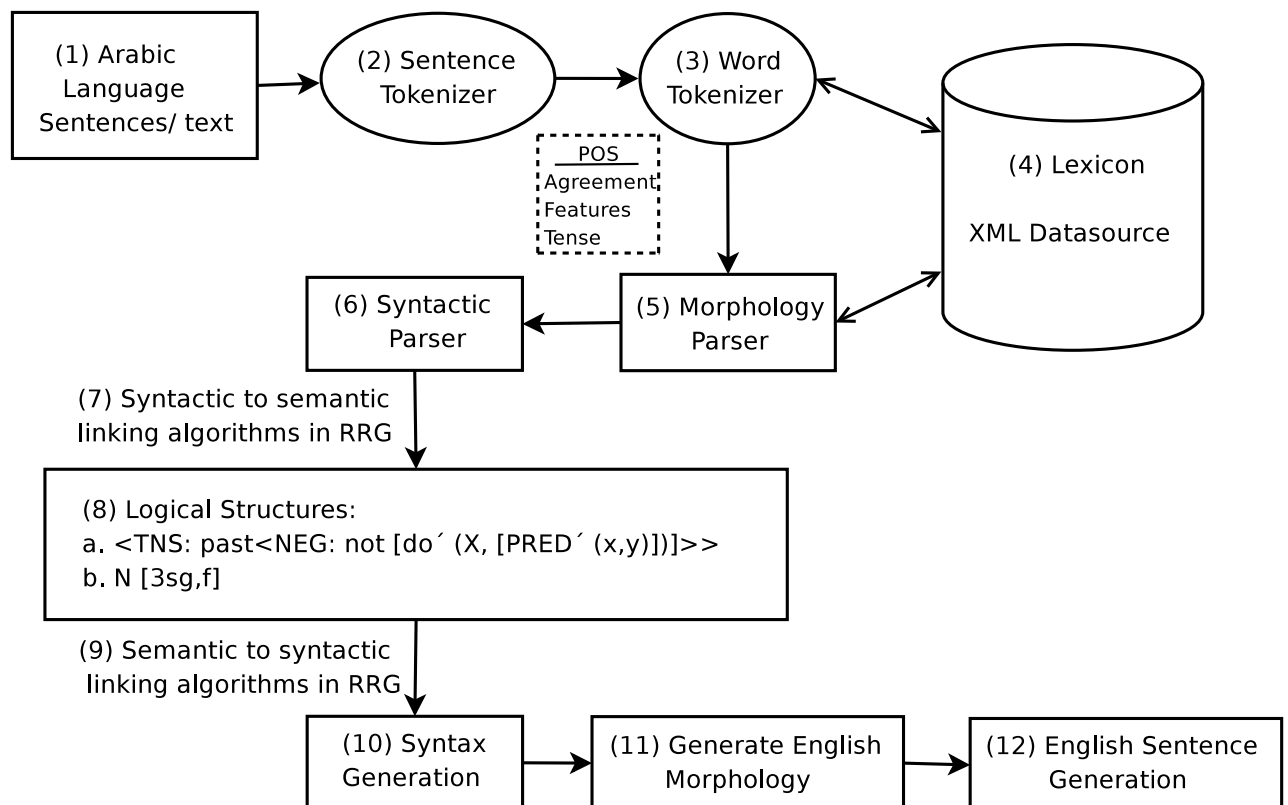 (1) Arabic
Language
Sentences/ text
(2) Sentence
Tokenizer
(3) Word
Tokenizer
(4) Lexicon
XML Datasource
POS
Agreement
Features
Tense
(5) Morphology
Parser
(6) Syntactic
Parser
(7) Syntactic to semantic
linking algorithms in RRG
(8) Logical Structures:
a. <TNS: past<NEG: not [do´ (X, [PRED´ (x,y)])]>>
b. N [3sg,f]
(9) Semantic to syntactic
linking algorithms in RRG
(10) Syntax
Generation
(11) Generate English
Morphology
(12) English Sentence
Generation